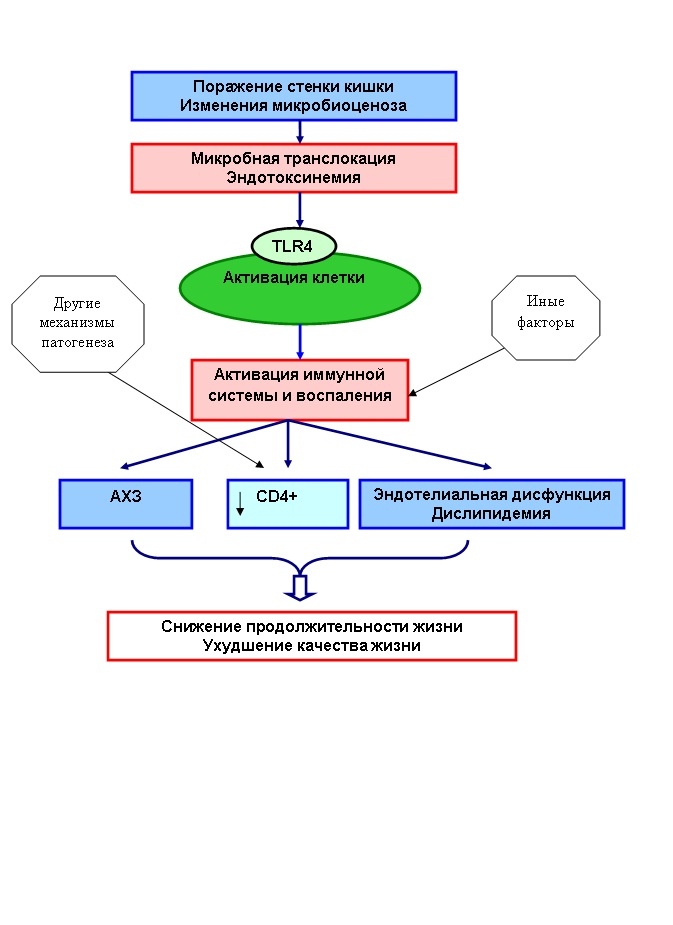 Поражение стенки кишки
Изменения микробиоценоза
Микробная транслокация
Эндотоксинемия
TLR4
Активация клетки
Другие
механизмы
патогенеза
Иные
факторы
Активация иммунной
системы и воспаления
АХЗ
CD4+
Эндотелиальная дисфункция
Дислипидемия
Снижение продолжительности жизни
Ухудшение качества жизни